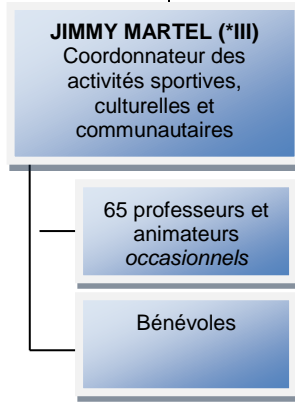 JIMMY MARTEL (*III)
Coordonnateur des
activités sportives,
culturelles et
communautaires
65 professeurs et
animateurs
occasionnels
Bénévoles